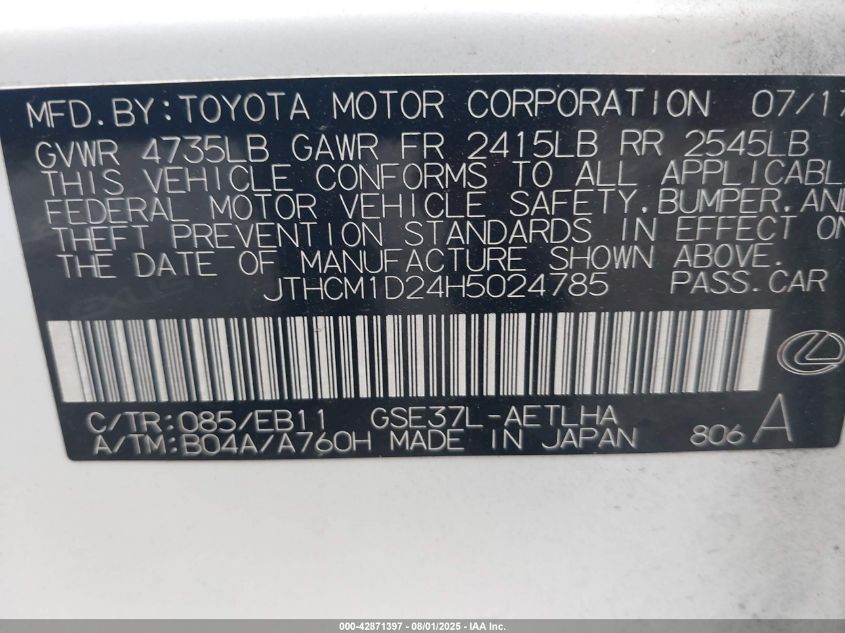 MFD.BY:TOYOTA MOTOR CORPORATION 07/17
GVWR 4735LB GAWR FR 2415LB RR 2545LB
THIS VEHICLE CONFORMS TO ALL APPLICABL
FEDERAL MOTOR VEHICLE SAFETY.BUMPER.AND
THEFT PREVENTION STANDARDS IN EFFECT ON
THE DATE OF MANUFACTURE SHOWN ABOVE.
JTHCM1D24H5024785 PASS.CAR
C/TR:085/EB11 GSE37L-AETLHA
A/TM:B04A/A760H MADE IN JAPAN 806 A
000-42871397 - 08/01/2025 - IAA Inc.